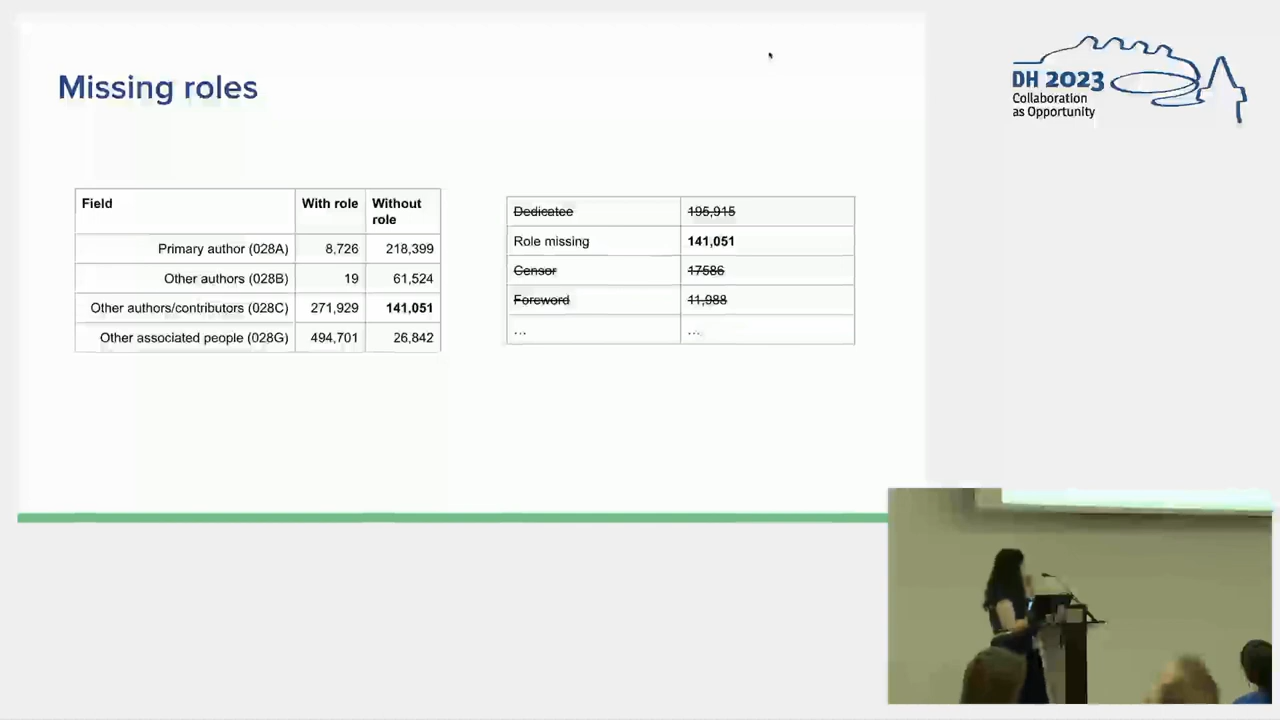 Missing roles
DH 2023
Collaboration
as Opportunity
Field With role Without role
Primary author (028A) 8,726 218,399
Other authors (028B) 19 61,524
Other authors/contributors (028C) 271,929 141,051
Other associated people (028G) 494,701 26,842
Dedicatee 195,915
Role missing 141,051
Censor 17586
Foreword 11,988
... ...